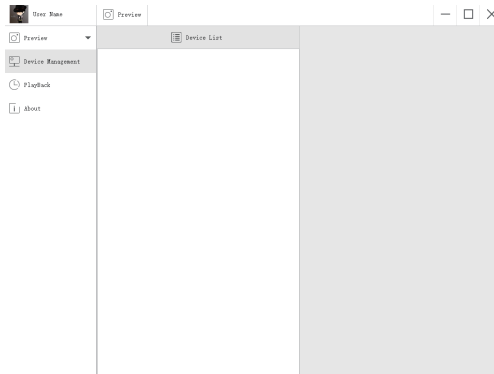 User Name
Preview
Preview
Device Management
PlayBack
About
Device List